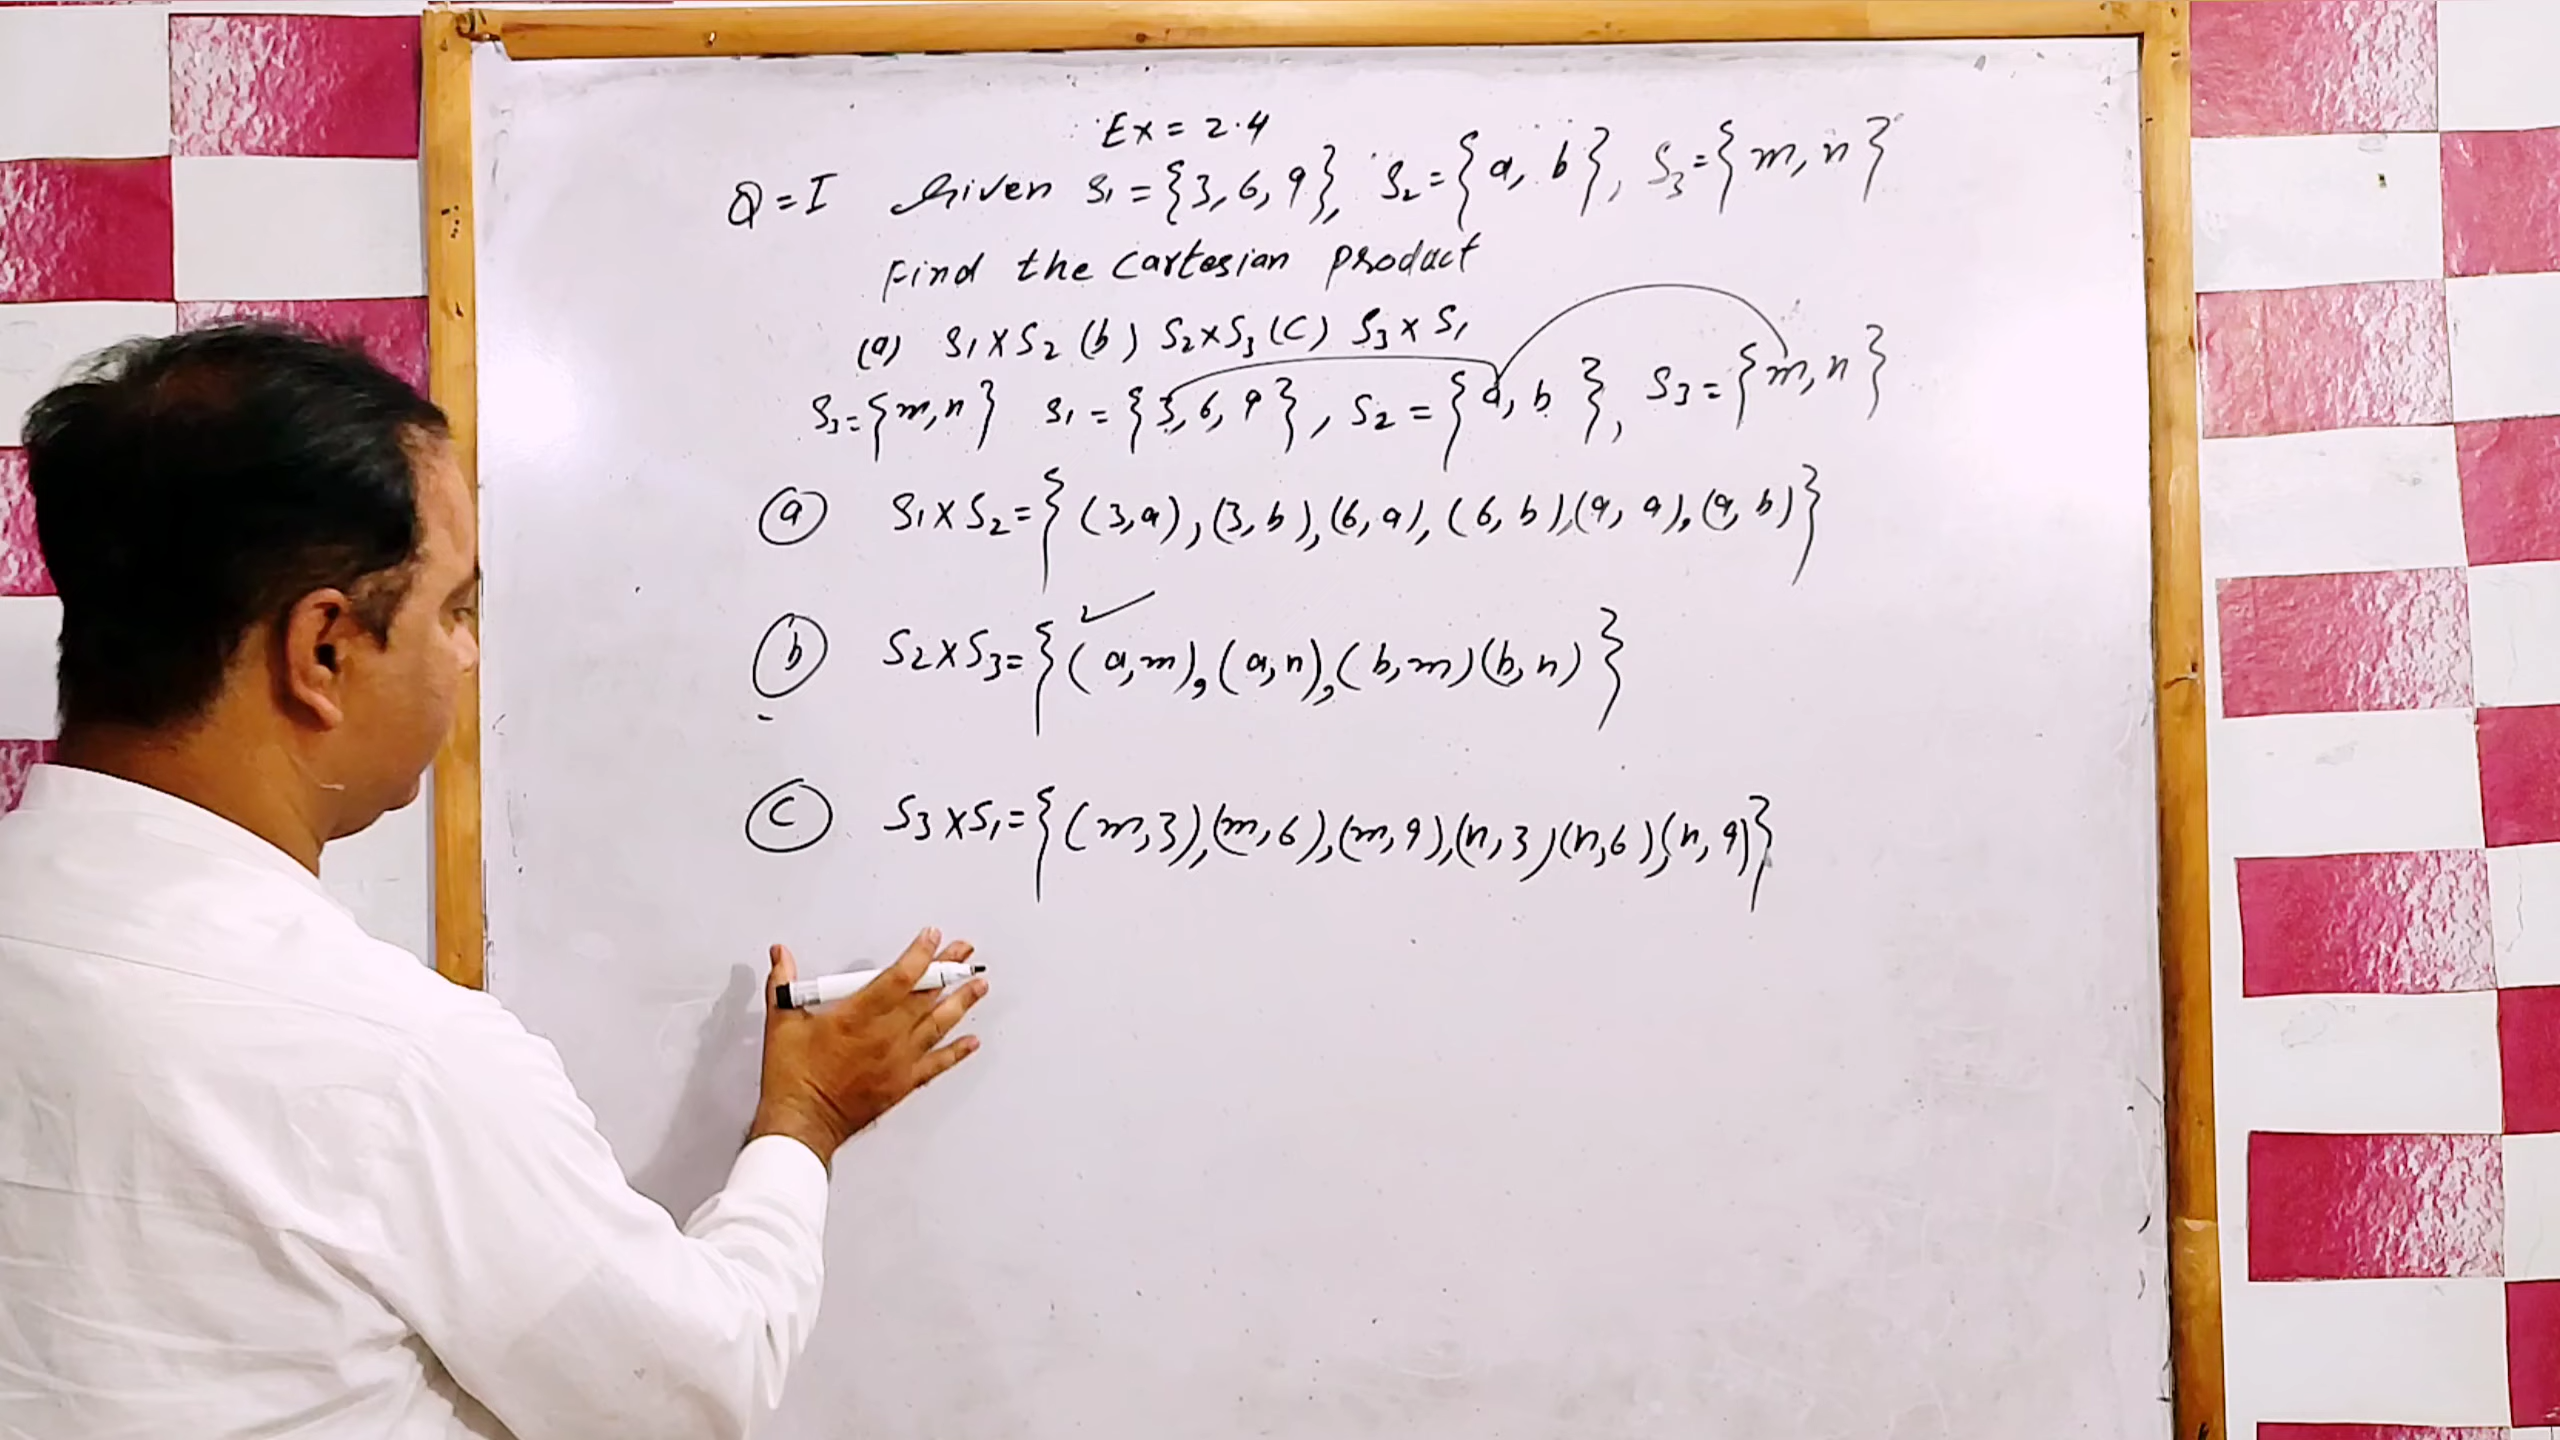 Ex = 2.4
Q = I Given S₁ = {3, 6, 9}, S₂ = {a, b}, S₃ = {m, n}
Find the Cartesian product
(a) S₁ × S₂ (b) S₂ × S₃ (c) S₃ × S₁
S₃ = {m, n} S₁ = {3, 6, 9}, S₂ = {a, b}, S₃ = {m, n}
(a) S₁ × S₂ = {(3, a), (3, b), (6, a), (6, b), (9, a), (9, b)}
(b) S₂ × S₃ = {(a, m), (a, n), (b, m) (b, n)}
(c) S₃ × S₁ = {(m, 3), (m, 6), (m, 9), (n, 3) (n, 6), (n, 9)}